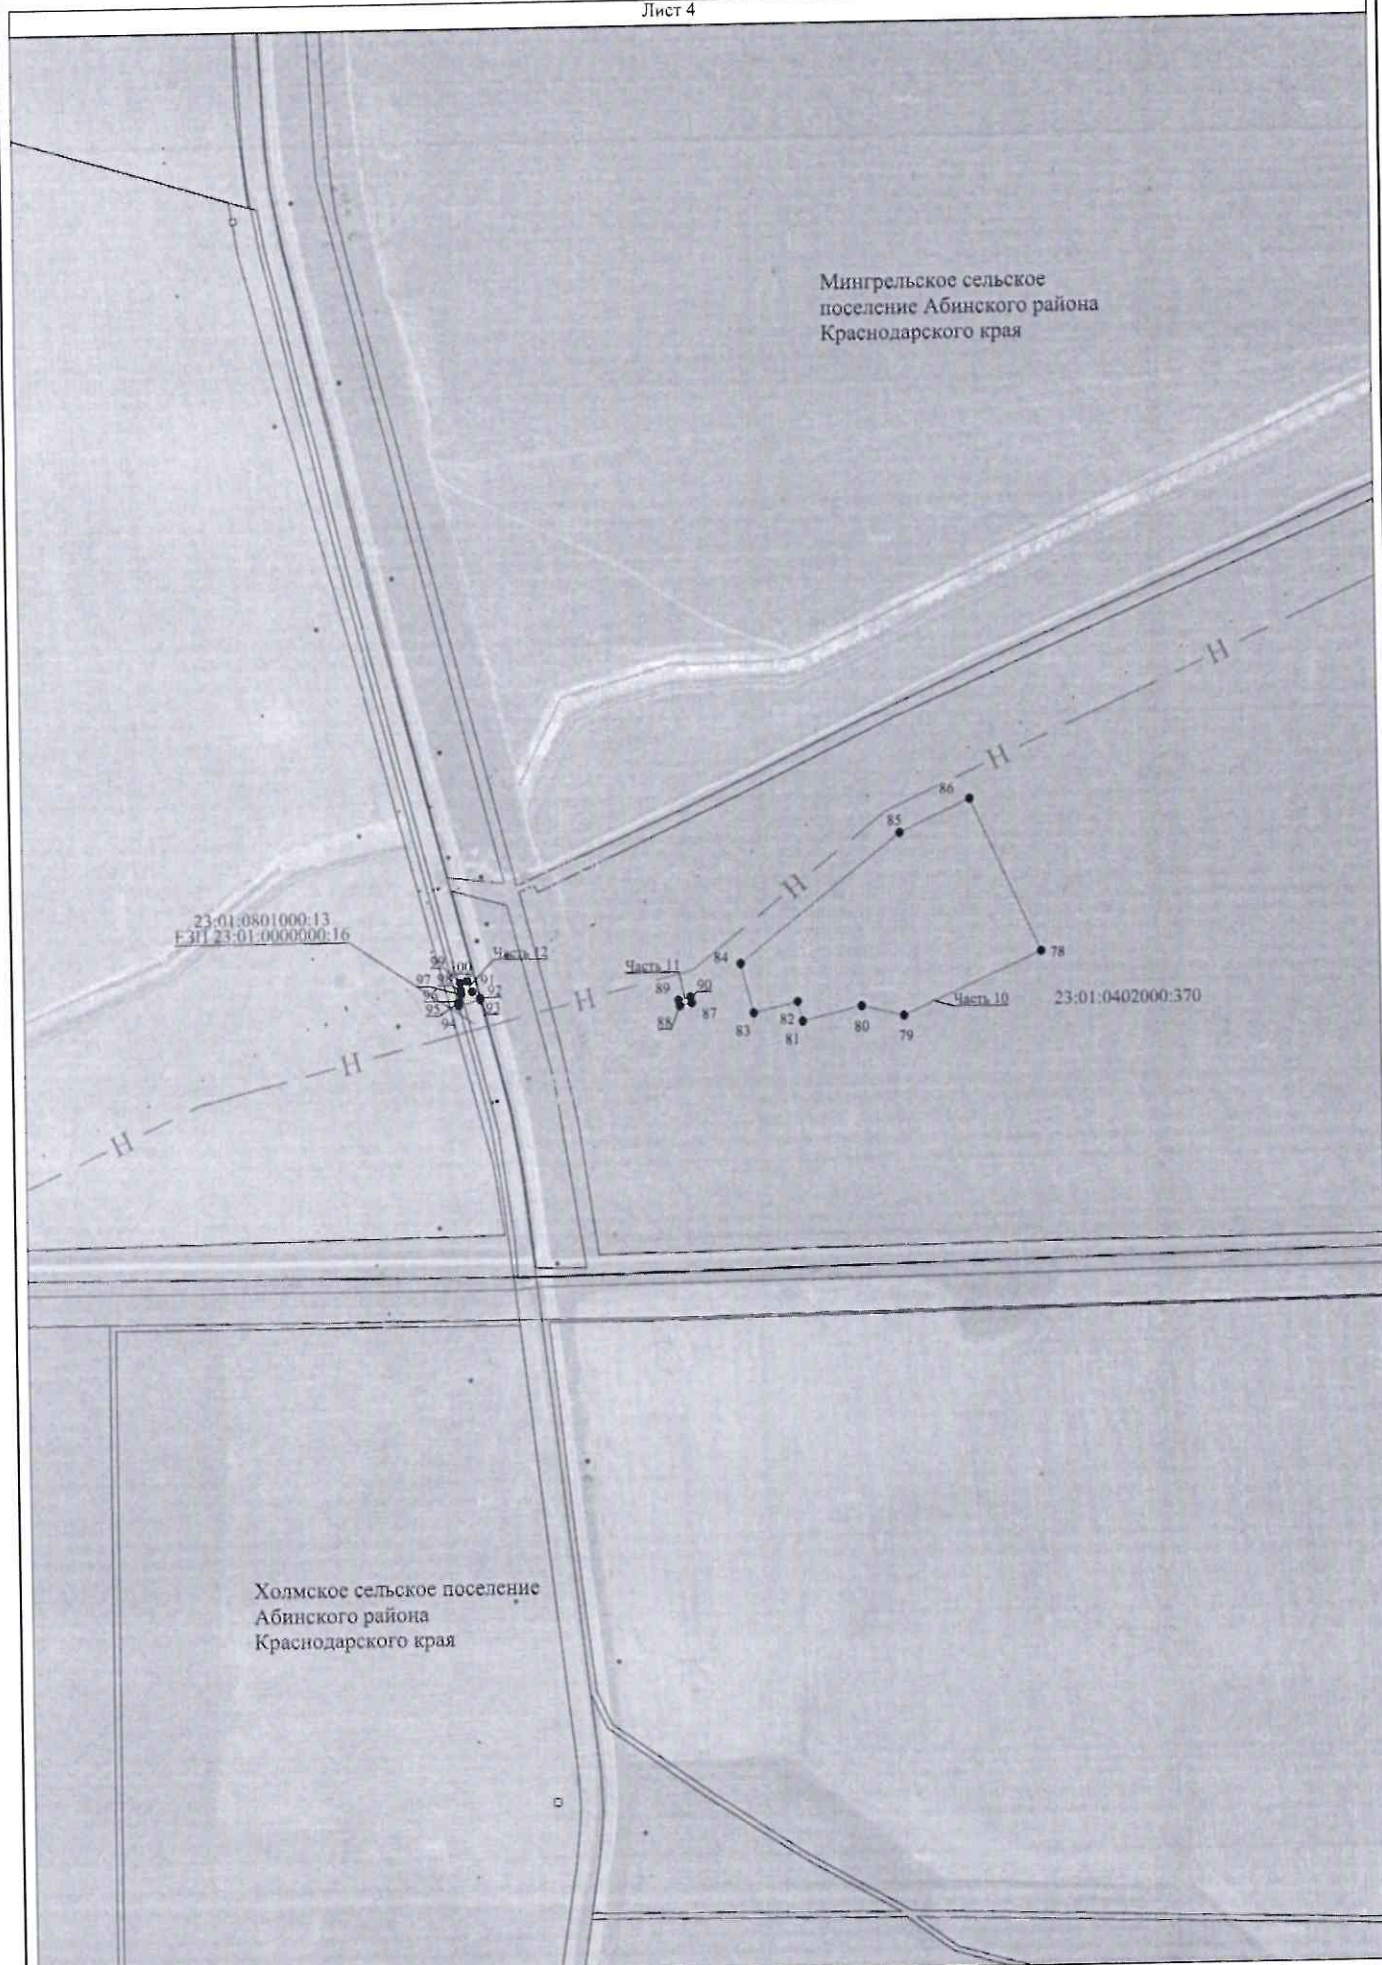 Лист 4
Мингрельское сельское
поселение Абинского района
Краснодарского края
Н
Н
86
85
Н
84
78
23:01:0801000:13
ЕЗП 23:01:0000000:16
Часть 12
Часть 11
99
100
98
97
91
92
96
93
95
94
Н
89
90
88
87
83
82
81
80
79
Часть 10
23:01:0402000:370
Н
Н
Холмское сельское поселение
Абинского района
Краснодарского края